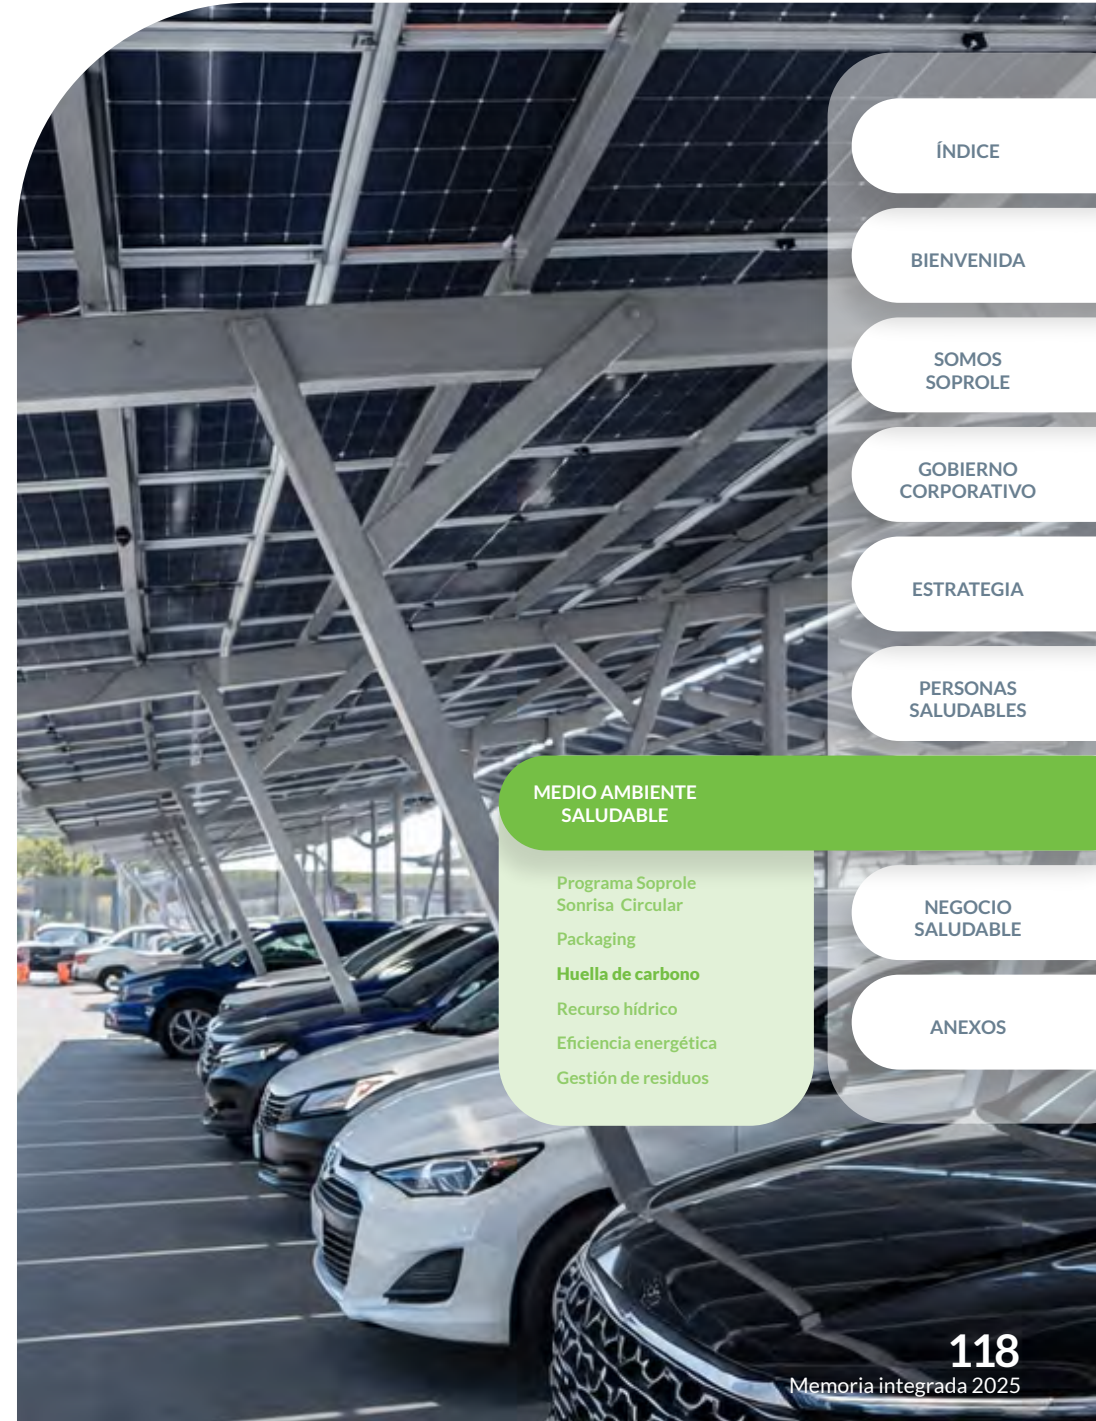 ÍNDICE
BIENVENIDA
SOMOS
SOPROLE
GOBIERNO
CORPORATIVO
ESTRATEGIA
PERSONAS
SALUDABLES
MEDIO AMBIENTE
SALUDABLE
Programa Soprole
Sonrisa Circular
Packaging
Huella de carbono
Recurso hídrico
Eficiencia energética
Gestión de residuos
NEGOCIO
SALUDABLE
ANEXOS
118
Memoria integrada 2025